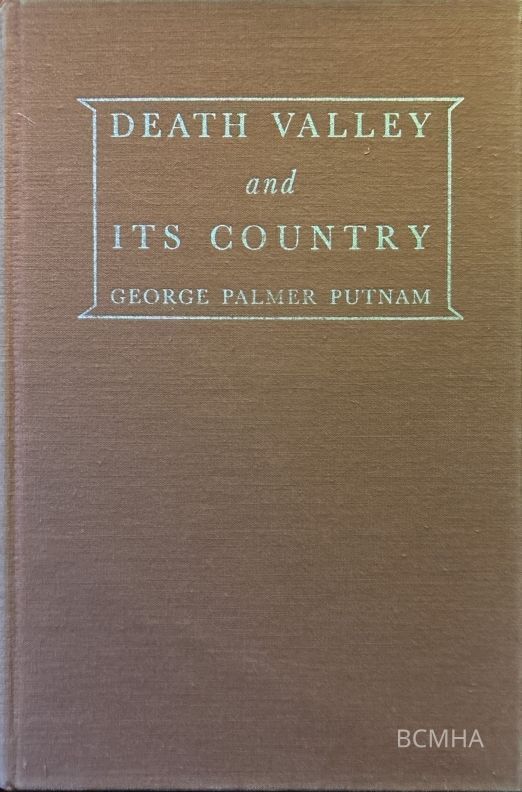 DEATH VALLEY
and
ITS COUNTRY
GEORGE PALMER PUTNAM
BCMHA